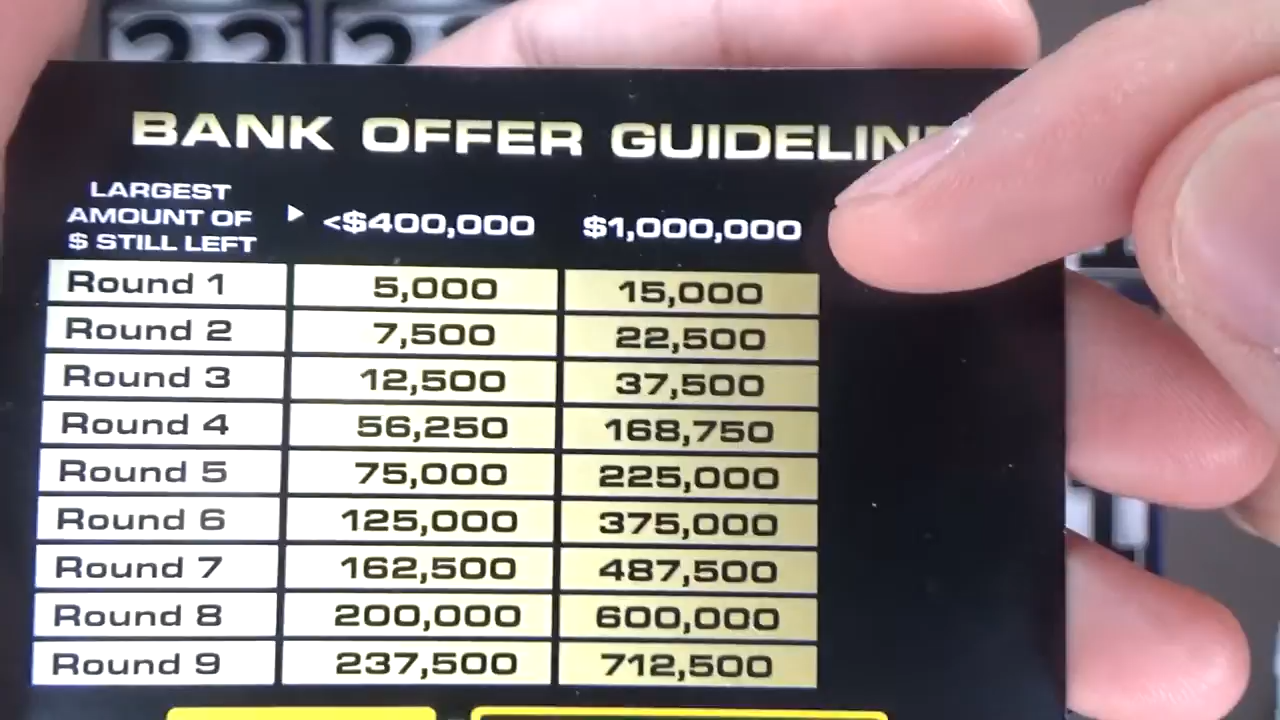 22 2
BANK OFFER GUIDELIN
LARGEST
AMOUNT OF
$ STILL LEFT
<$400,000 $1,000,000
Round 1 5,000 15,000
Round 2 7,500 22,500
Round 3 12,500 37,500
Round 4 56,250 168,750
Round 5 75,000 225,000
Round 6 125,000 375,000
Round 7 162,500 487,500
Round 8 200,000 600,000
Round 9 237,500 712,500